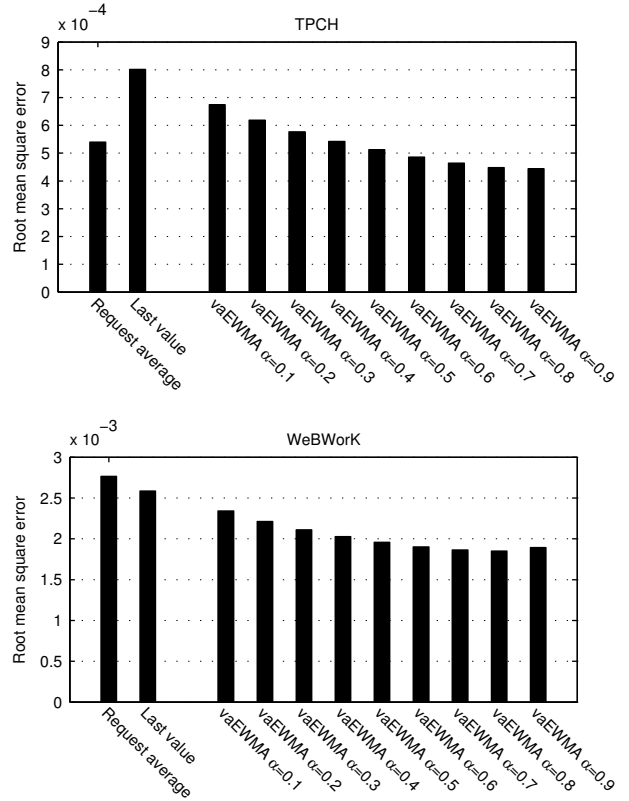 x 10⁻⁴
TPCH
9
8
7
6
5
4
3
2
1
0
Root mean square error
Request average
Last value
vaEWMA α=0.1
vaEWMA α=0.2
vaEWMA α=0.3
vaEWMA α=0.4
vaEWMA α=0.5
vaEWMA α=0.6
vaEWMA α=0.7
vaEWMA α=0.8
vaEWMA α=0.9
x 10⁻³
WeBWorK
3
2.5
2
1.5
1
0.5
0
Root mean square error
Request average
Last value
vaEWMA α=0.1
vaEWMA α=0.2
vaEWMA α=0.3
vaEWMA α=0.4
vaEWMA α=0.5
vaEWMA α=0.6
vaEWMA α=0.7
vaEWMA α=0.8
vaEWMA α=0.9